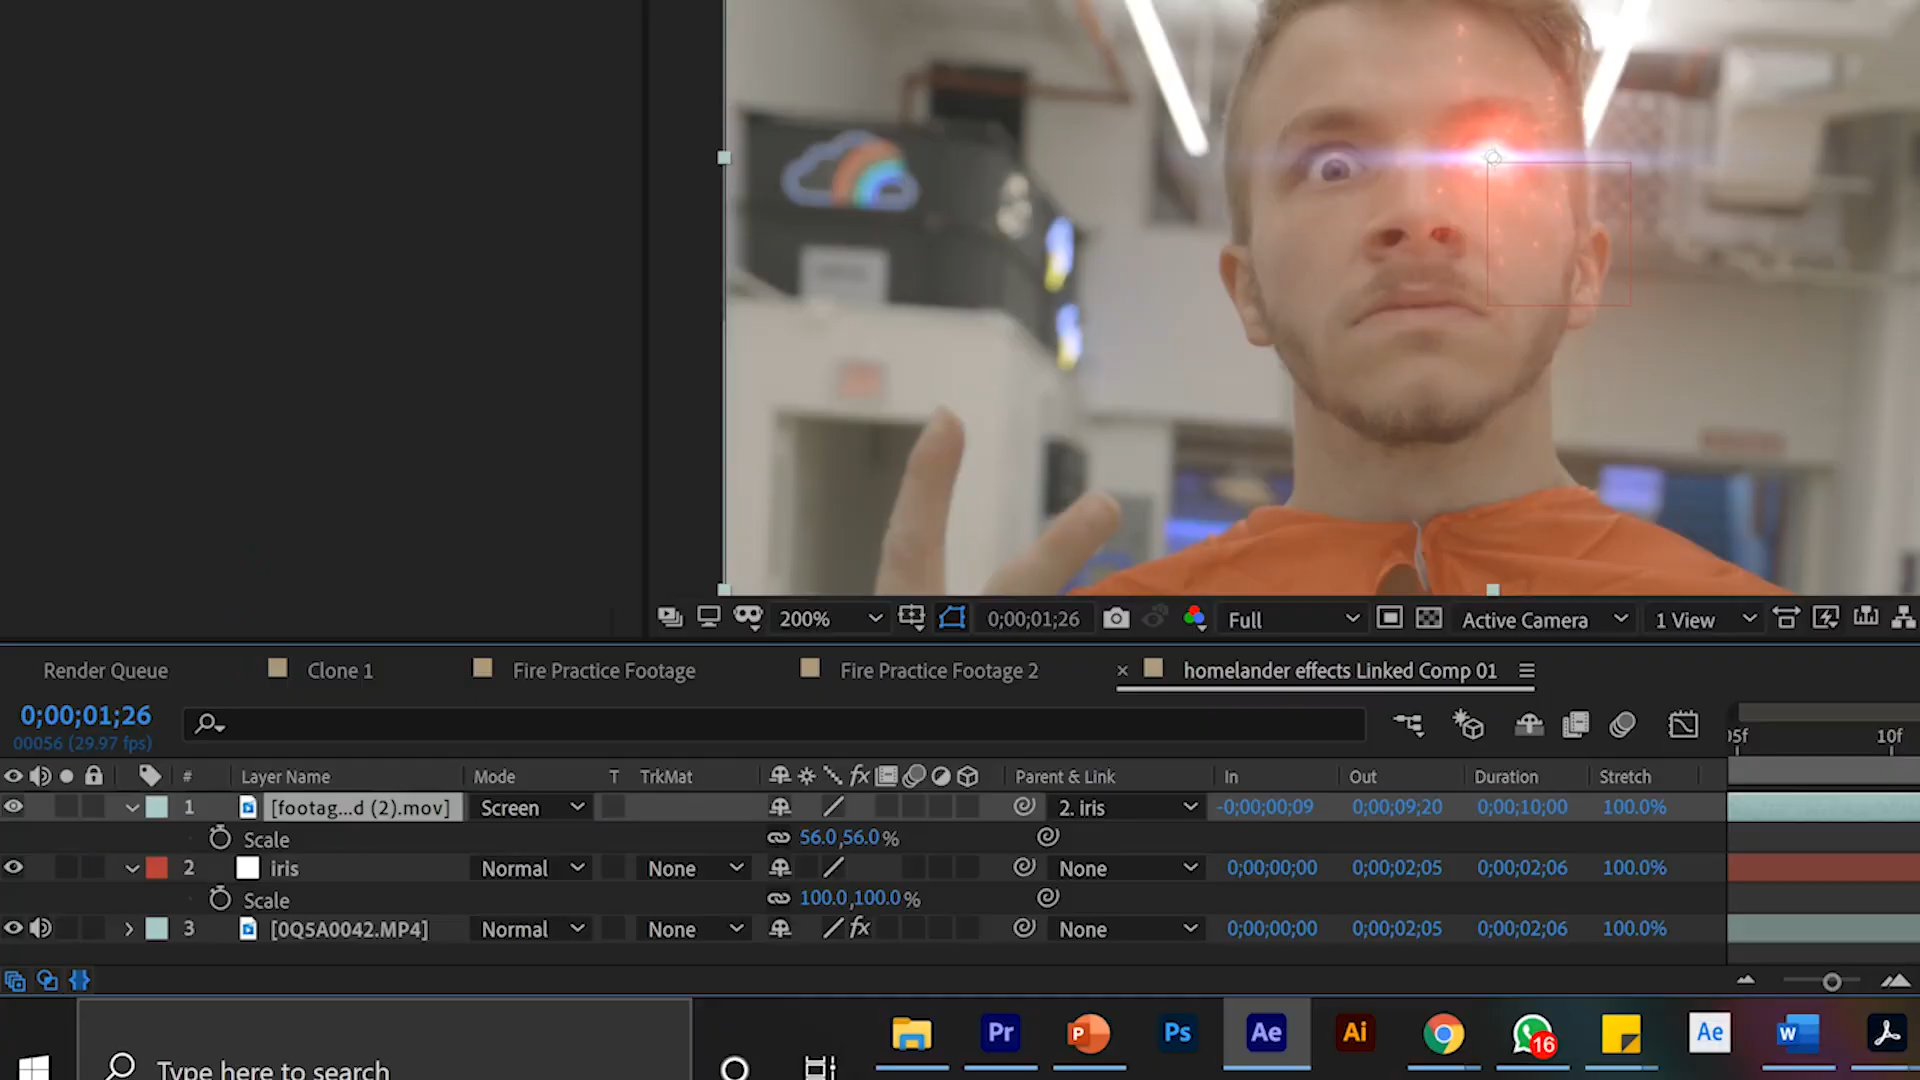 200%
0;00;01;26
Full
Active Camera
1 View
Render Queue
Clone 1
Fire Practice Footage
Fire Practice Footage 2
× homelander effects Linked Comp 01
0;00;01;26
00056 (29.97 fps)
05f
10f
# Layer Name Mode T TrkMat fx Parent & Link In Out Duration Stretch
1 [footag...d (2).mov] Screen 2. iris -0;00;00;09 0;00;09;20 0;00;10;00 100.0%
Scale 56.0,56.0%
2 iris Normal None None 0;00;00;00 0;00;02;05 0;00;02;06 100.0%
Scale 100.0,100.0%
3 [0Q5A0042.MP4] Normal None fx None 0;00;00;00 0;00;02;05 0;00;02;06 100.0%
Type here to search
Pr
P
Ps
Ae
Ai
16
Ae
W